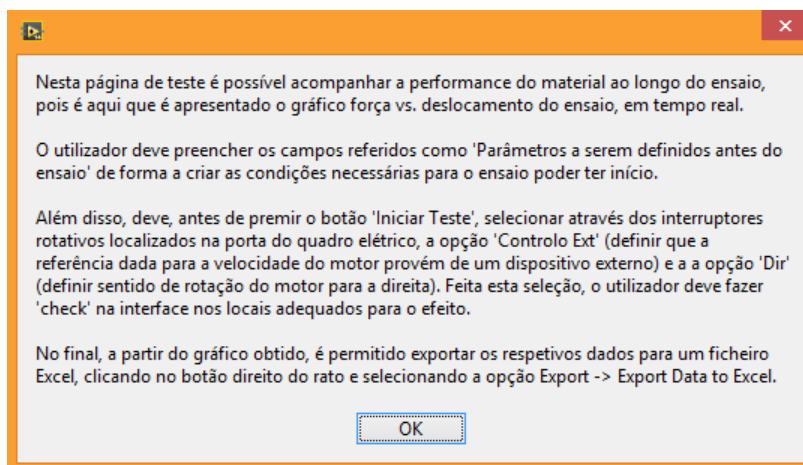 Nesta página de teste é possível acompanhar a performance do material ao longo do ensaio,
pois é aqui que é apresentado o gráfico força vs. deslocamento do ensaio, em tempo real.
O utilizador deve preencher os campos referidos como 'Parâmetros a serem definidos antes do
ensaio' de forma a criar as condições necessárias para o ensaio poder ter início.
Além disso, deve, antes de premir o botão 'Iniciar Teste', selecionar através dos interruptores
rotativos localizados na porta do quadro elétrico, a opção 'Controlo Ext' (definir que a
referência dada para a velocidade do motor provém de um dispositivo externo) e a a opção 'Dir'
(definir sentido de rotação do motor para a direita). Feita esta seleção, o utilizador deve fazer
'check' na interface nos locais adequados para o efeito.
No final, a partir do gráfico obtido, é permitido exportar os respetivos dados para um ficheiro
Excel, clicando no botão direito do rato e selecionando a opção Export -> Export Data to Excel.
OK